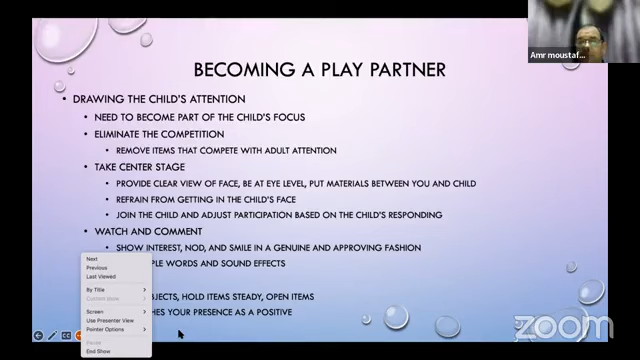 Amr moustaf...
BECOMING A PLAY PARTNER
• DRAWING THE CHILD'S ATTENTION
• NEED TO BECOME PART OF THE CHILD'S FOCUS
• ELIMINATE THE COMPETITION
• REMOVE ITEMS THAT COMPETE WITH ADULT ATTENTION
• TAKE CENTER STAGE
• PROVIDE CLEAR VIEW OF FACE, BE AT EYE LEVEL, PUT MATERIALS BETWEEN YOU AND CHILD
• REFRAIN FROM GETTING IN THE CHILD'S FACE
• JOIN THE CHILD AND ADJUST PARTICIPATION BASED ON THE CHILD'S RESPONDING
• WATCH AND COMMENT
• SHOW INTEREST, NOD, AND SMILE IN A GENUINE AND APPROVING FASHION
WORDS AND SOUND EFFECTS
HOLD ITEMS STEADY, OPEN ITEMS
YOUR PRESENCE AS A POSITIVE
Next
Previous
Last Viewed
By Title
Custom show
Screen
Use Presenter View
Pointer Options
Pause
End Show
zoom